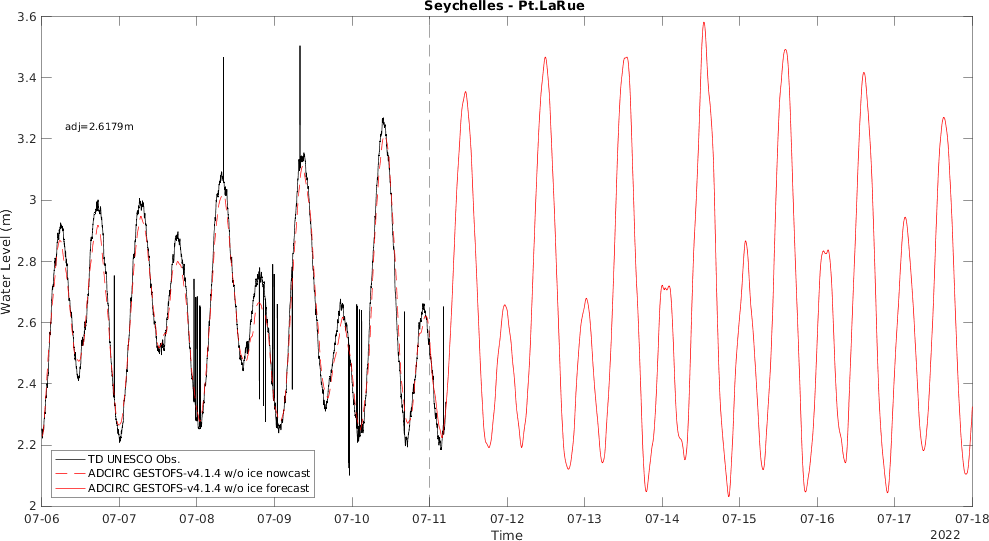 Seychelles - Pt.LaRue
3.6
3.4
3.2
3
2.8
2.6
2.4
2.2
2
Water Level (m)
adj=2.6179m
TD UNESCO Obs.
ADCIRC GESTOFS-v4.1.4 w/o ice nowcast
ADCIRC GESTOFS-v4.1.4 w/o ice forecast
07-06 07-07 07-08 07-09 07-10 07-11 07-12 07-13 07-14 07-15 07-16 07-17 07-18
Time
2022